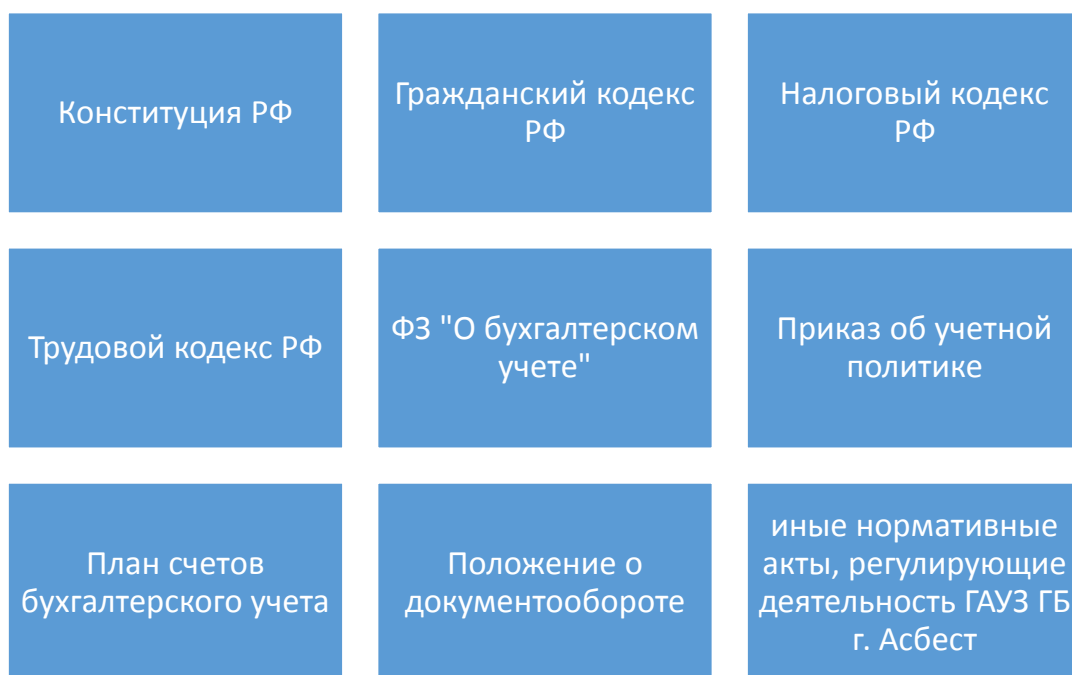 Конституция РФ
Гражданский кодекс
РФ
Налоговый кодекс
РФ
Трудовой кодекс РФ
ФЗ "О бухгалтерском
учете"
Приказ об учетной
политике
План счетов
бухгалтерского учета
Положение о
документообороте
иные нормативные
акты, регулирующие
деятельность ГАУЗ ГБ
г. Асбест